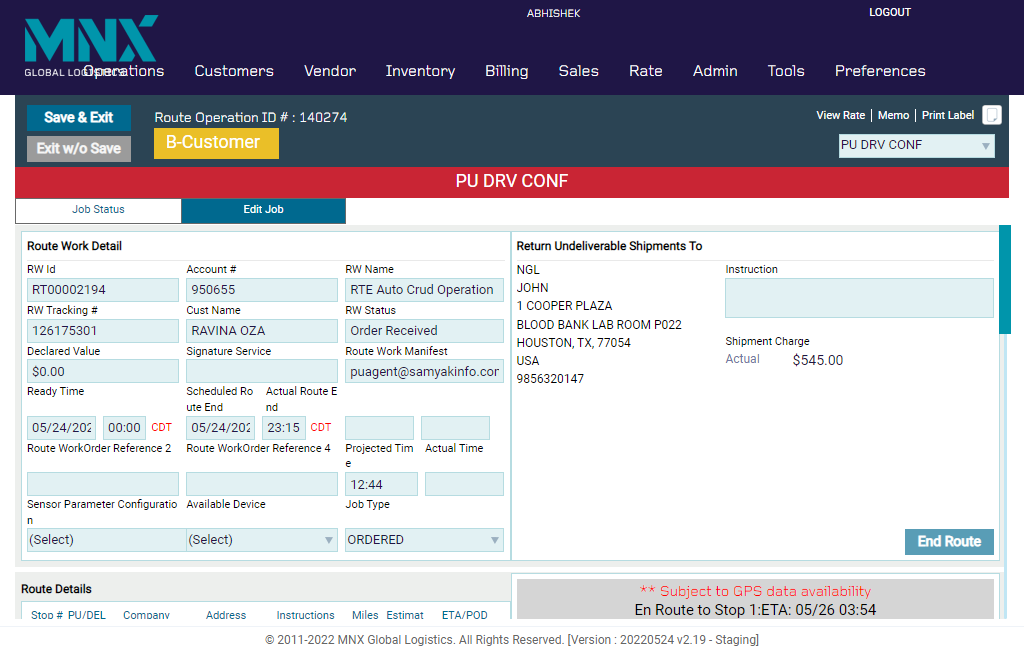 ABHISHEK
LOGOUT
MNX
GLOBAL LOGISTICS
Operations Customers Vendor Inventory Billing Sales Rate Admin Tools Preferences
Save & Exit
Route Operation ID # : 140274
View Rate | Memo | Print Label
Exit w/o Save
B-Customer
PU DRV CONF
PU DRV CONF
Job Status
Edit Job
Route Work Detail
RW Id Account # RW Name
RT00002194 950655 RTE Auto Crud Operation
RW Tracking # Cust Name RW Status
126175301 RAVINA OZA Order Received
Declared Value Signature Service Route Work Manifest
$0.00 puagent@samyakinfo.cor
Ready Time Scheduled Ro Actual Route E
ute End nd
05/24/202 00:00 CDT 05/24/202 23:15 CDT
Route WorkOrder Reference 2 Route WorkOrder Reference 4 Projected Tim Actual Time
e
12:44
Sensor Parameter Configuratio Available Device Job Type
n
(Select) (Select) ORDERED
Return Undeliverable Shipments To
NGL
JOHN
1 COOPER PLAZA
BLOOD BANK LAB ROOM P022
HOUSTON, TX, 77054
USA
9856320147
Instruction
Shipment Charge
Actual $545.00
End Route
Route Details
Stop # PU/DEL Company Address Instructions Miles Estimat ETA/POD
** Subject to GPS data availability
En Route to Stop 1:ETA: 05/26 03:54
© 2011-2022 MNX Global Logistics. All Rights Reserved. [Version : 20220524 v2.19 - Staging]